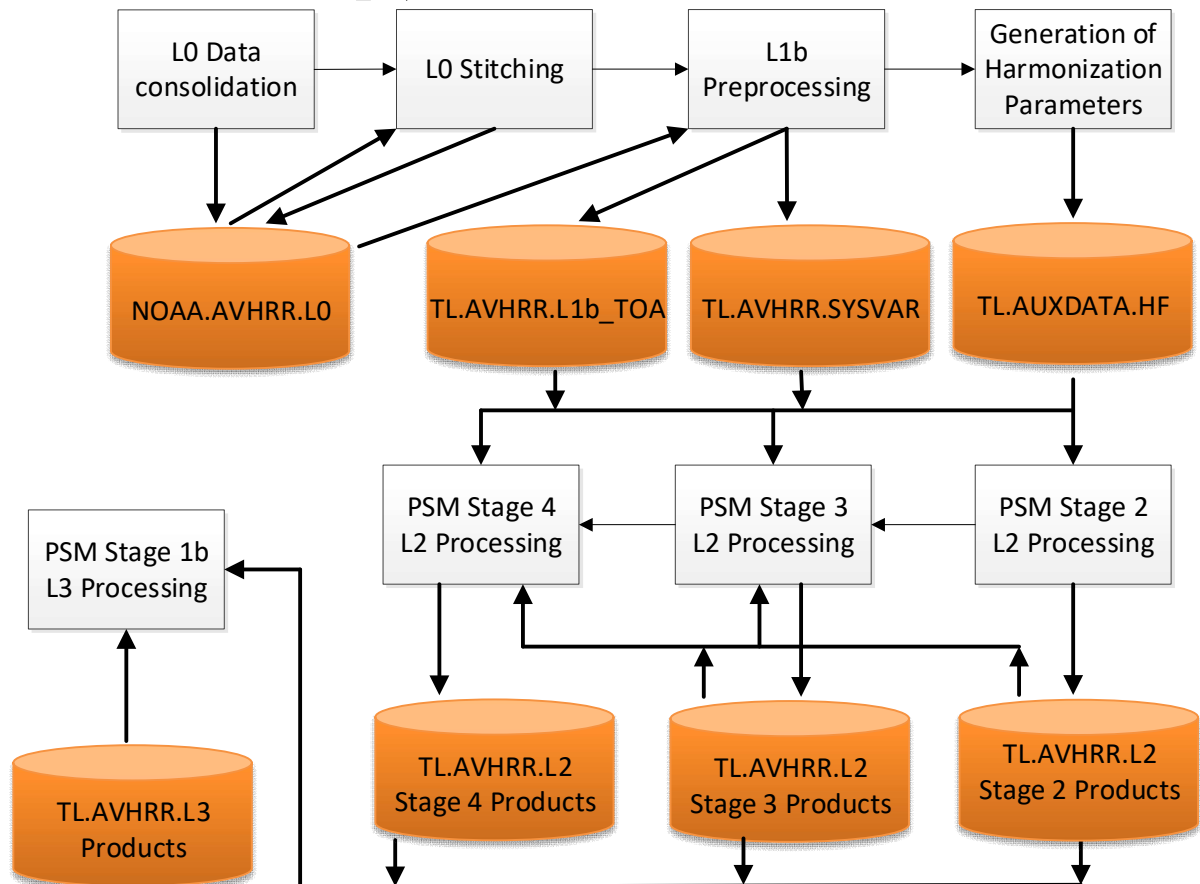 L0 Data
consolidation
L0 Stitching
L1b
Preprocessing
Generation of
Harmonization
Parameters
NOAA.AVHRR.L0
TL.AVHRR.L1b_TOA
TL.AVHRR.SYSVAR
TL.AUXDATA.HF
PSM Stage 4
L2 Processing
PSM Stage 3
L2 Processing
PSM Stage 2
L2 Processing
PSM Stage 1b
L3 Processing
TL.AVHRR.L2
Stage 4 Products
TL.AVHRR.L2
Stage 3 Products
TL.AVHRR.L2
Stage 2 Products
TL.AVHRR.L3
Products